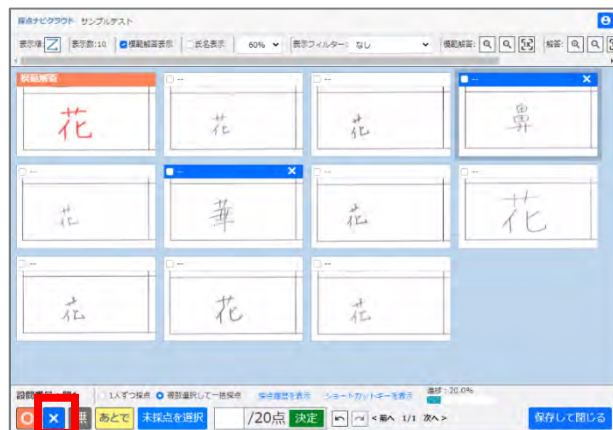 採点ナビクラウド サンプルテスト
表示順: 表示数:10 模範解答表示 氏名表示 60% 表示フィルター: なし 模範解答: 解答:
模範解答 -- -- -- ×
花 花 花 鼻
-- -- × -- --
花 華 花 花
-- -- --
花 花 花
1人ずつ採点 複数選択して一括採点 採点履歴を表示 ショートカットキーを表示 進捗:20.0%
× 無 あとで 未採点を選択 /20点 決定 <前へ 1/1 次へ> 保存して閉じる